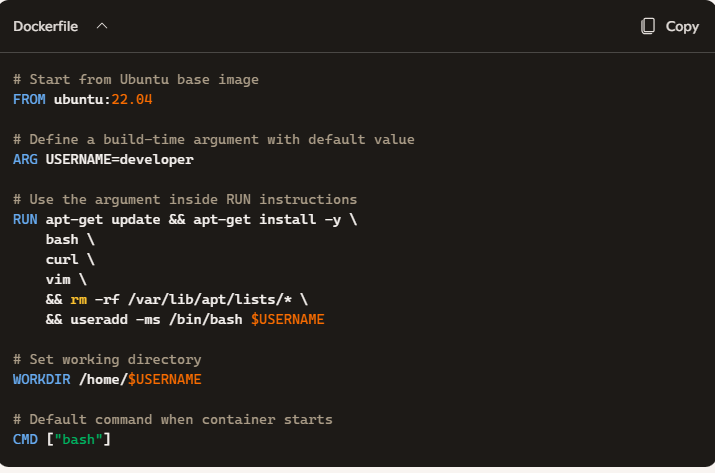 Dockerfile
Copy
# Start from Ubuntu base image
FROM ubuntu:22.04
# Define a build-time argument with default value
ARG USERNAME=developer
# Use the argument inside RUN instructions
RUN apt-get update && apt-get install -y \
    bash \
    curl \
    vim \
    && rm -rf /var/lib/apt/lists/* \
    && useradd -ms /bin/bash $USERNAME
# Set working directory
WORKDIR /home/$USERNAME
# Default command when container starts
CMD ["bash"]